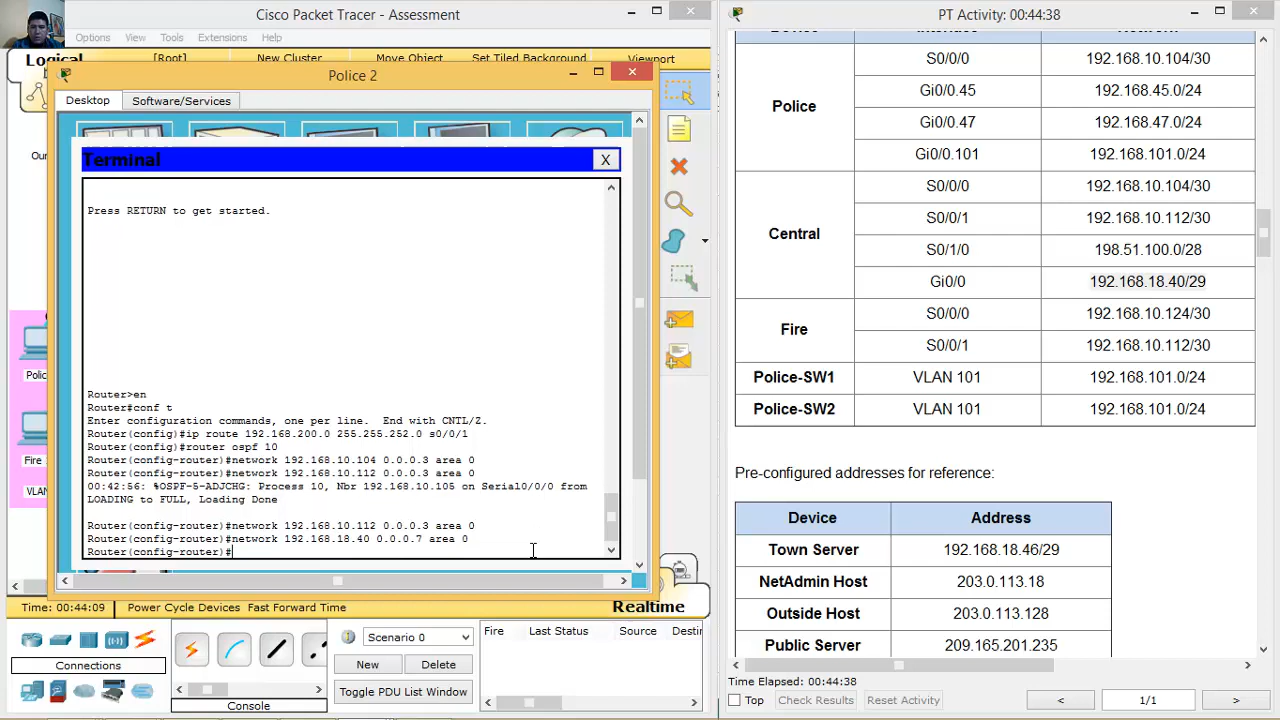 Cisco Packet Tracer - Assessment
Options View Tools Extensions Help
Logical [Root] New Cluster Move Object Set Tiled Background Viewport
Police 2
Desktop Software/Services
Terminal X
Press RETURN to get started.
Router>en
Router#conf t
Enter configuration commands, one per line.  End with CNTL/Z.
Router(config)#ip route 192.168.200.0 255.255.252.0 s0/0/1
Router(config)#router ospf 10
Router(config-router)#network 192.168.10.104 0.0.0.3 area 0
Router(config-router)#network 192.168.10.112 0.0.0.3 area 0
00:42:56: %OSPF-5-ADJCHG: Process 10, Nbr 192.168.10.105 on Serial0/0/0 from
LOADING to FULL, Loading Done
Router(config-router)#network 192.168.10.112 0.0.0.3 area 0
Router(config-router)#network 192.168.18.40 0.0.0.7 area 0
Router(config-router)#
Ou
Polic
Fire
VLAN
Time: 00:44:09 Power Cycle Devices Fast Forward Time Realtime
Scenario 0
New Delete
Toggle PDU List Window
Fire Last Status Source Destin
Connections
Console
PT Activity: 00:44:38
S0/0/0 192.168.10.104/30
Gi0/0.45 192.168.45.0/24
Police
Gi0/0.47 192.168.47.0/24
Gi0/0.101 192.168.101.0/24
S0/0/0 192.168.10.104/30
S0/0/1 192.168.10.112/30
Central
S0/1/0 198.51.100.0/28
Gi0/0 192.168.18.40/29
S0/0/0 192.168.10.124/30
Fire
S0/0/1 192.168.10.112/30
Police-SW1 VLAN 101 192.168.101.0/24
Police-SW2 VLAN 101 192.168.101.0/24
Pre-configured addresses for reference:
Device Address
Town Server 192.168.18.46/29
NetAdmin Host 203.0.113.18
Outside Host 203.0.113.128
Public Server 209.165.201.235
Time Elapsed: 00:44:38
Top Check Results Reset Activity < 1/1 >